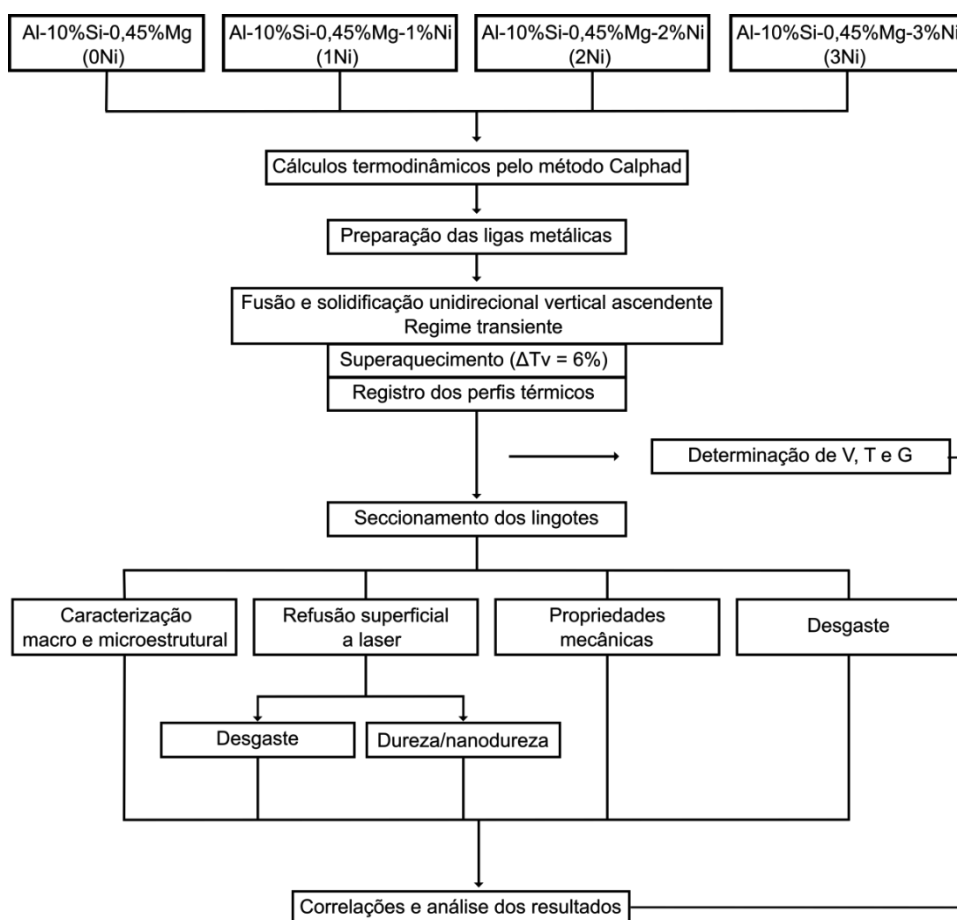 Al-10%Si-0,45%Mg
(0Ni)
Al-10%Si-0,45%Mg-1%Ni
(1Ni)
Al-10%Si-0,45%Mg-2%Ni
(2Ni)
Al-10%Si-0,45%Mg-3%Ni
(3Ni)
Cálculos termodinâmicos pelo método Calphad
Preparação das ligas metálicas
Fusão e solidificação unidirecional vertical ascendente
Regime transiente
Superaquecimento (ΔTv = 6%)
Registro dos perfis térmicos
Determinação de V, T e G
Seccionamento dos lingotes
Caracterização
macro e microestrutural
Refusão superficial
a laser
Propriedades
mecânicas
Desgaste
Desgaste
Dureza/nanodureza
Correlações e análise dos resultados